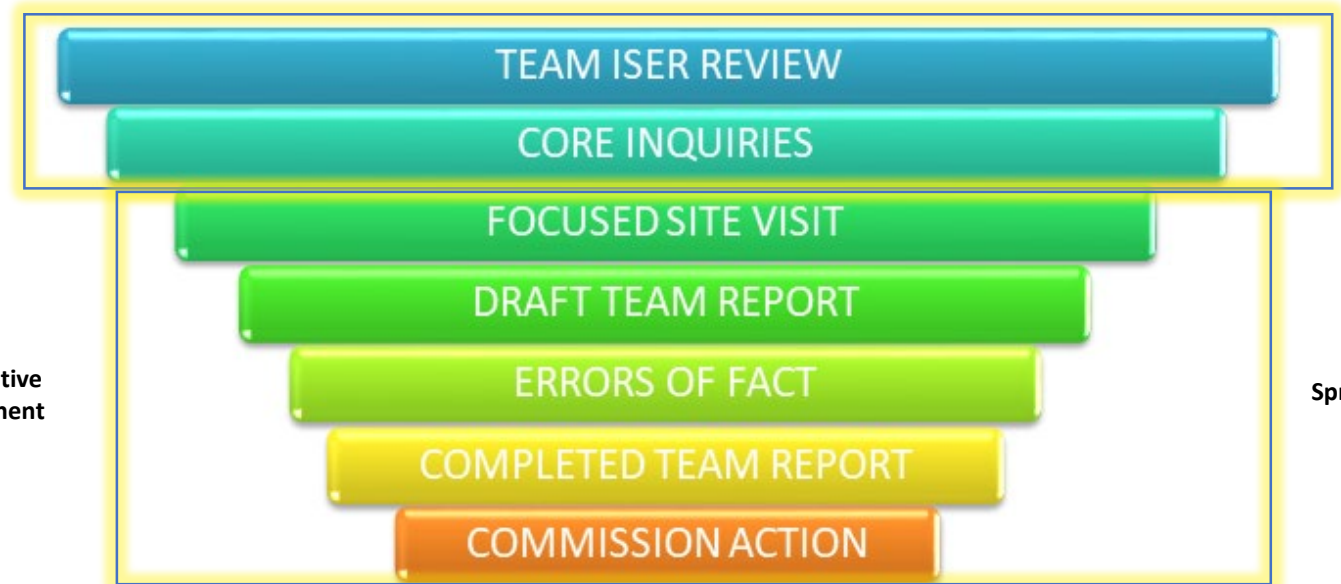 TEAM ISER REVIEW
CORE INQUIRIES
FOCUSED SITE VISIT
DRAFT TEAM REPORT
ERRORS OF FACT
COMPLETED TEAM REPORT
COMMISSION ACTION